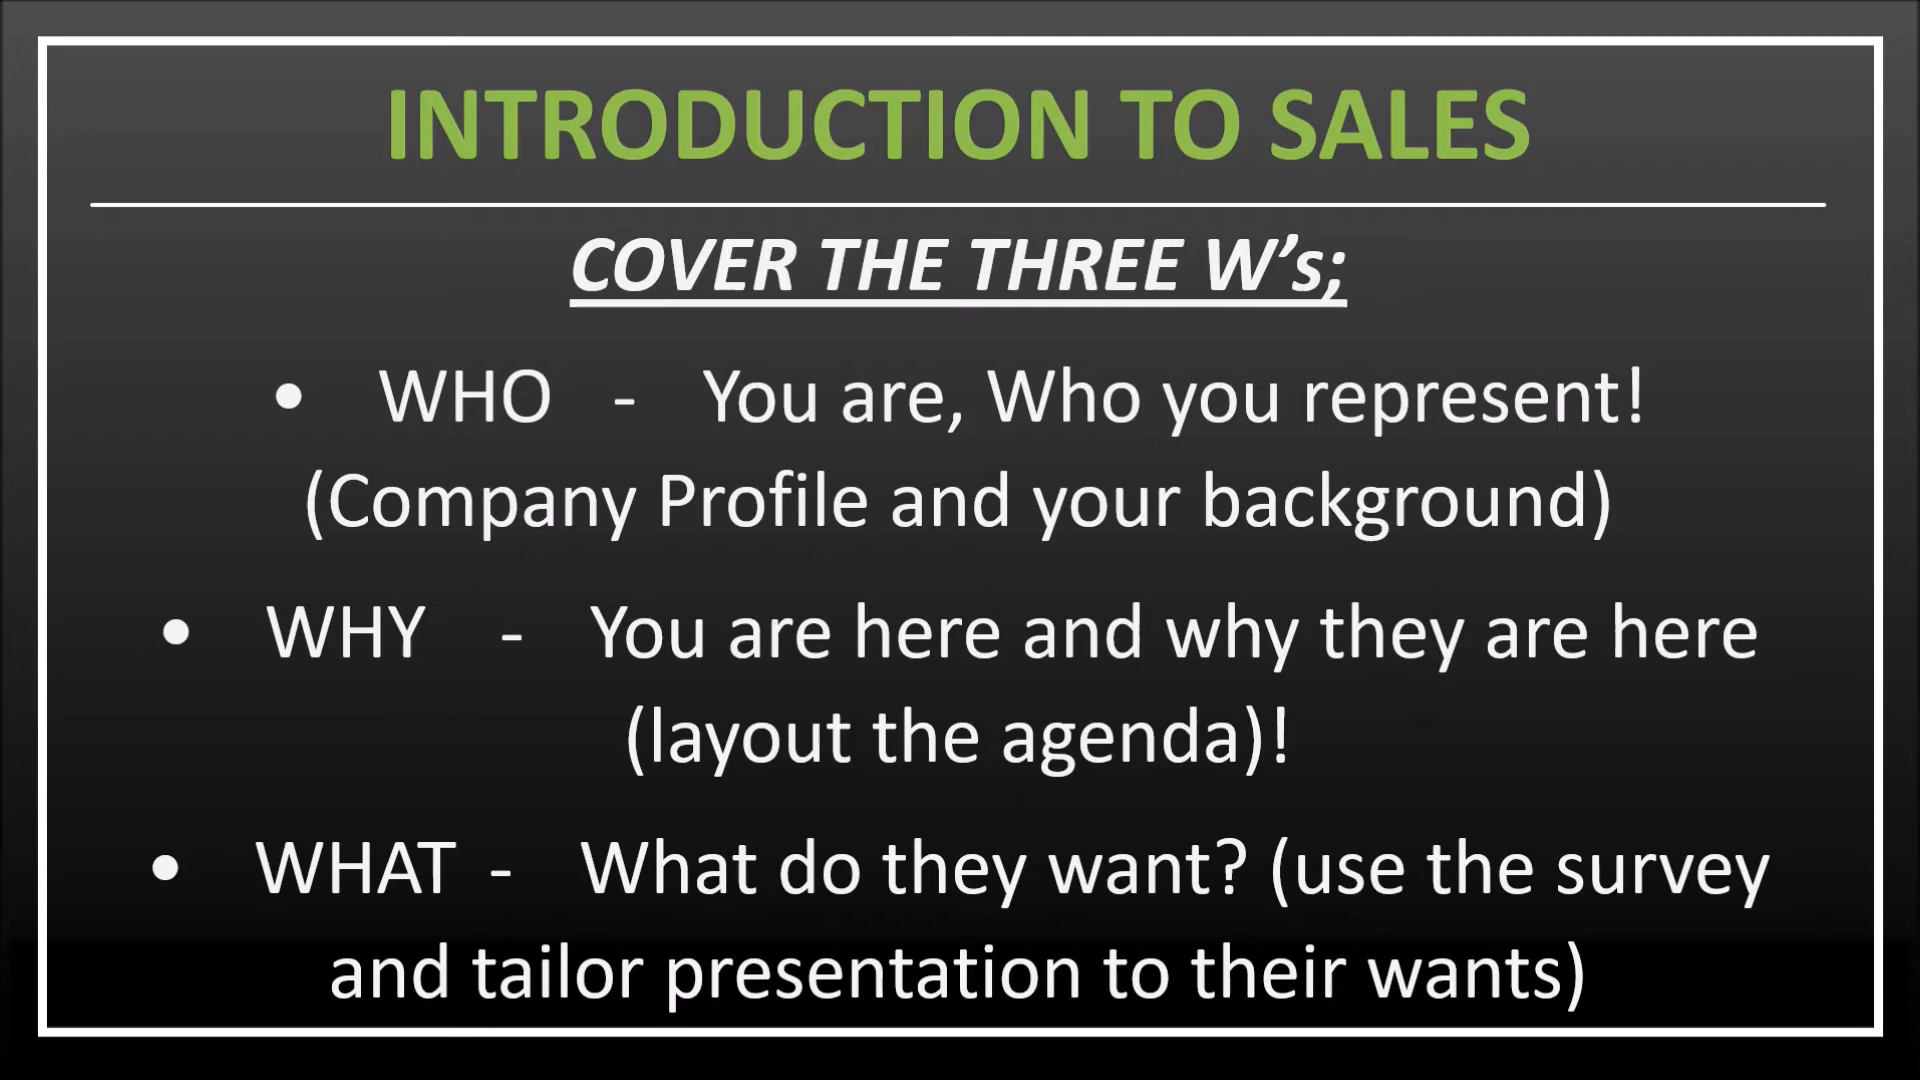 INTRODUCTION TO SALES
COVER THE THREE W’s;
• WHO - You are, Who you represent!
(Company Profile and your background)
• WHY - You are here and why they are here
(layout the agenda)!
• WHAT - What do they want? (use the survey
and tailor presentation to their wants)